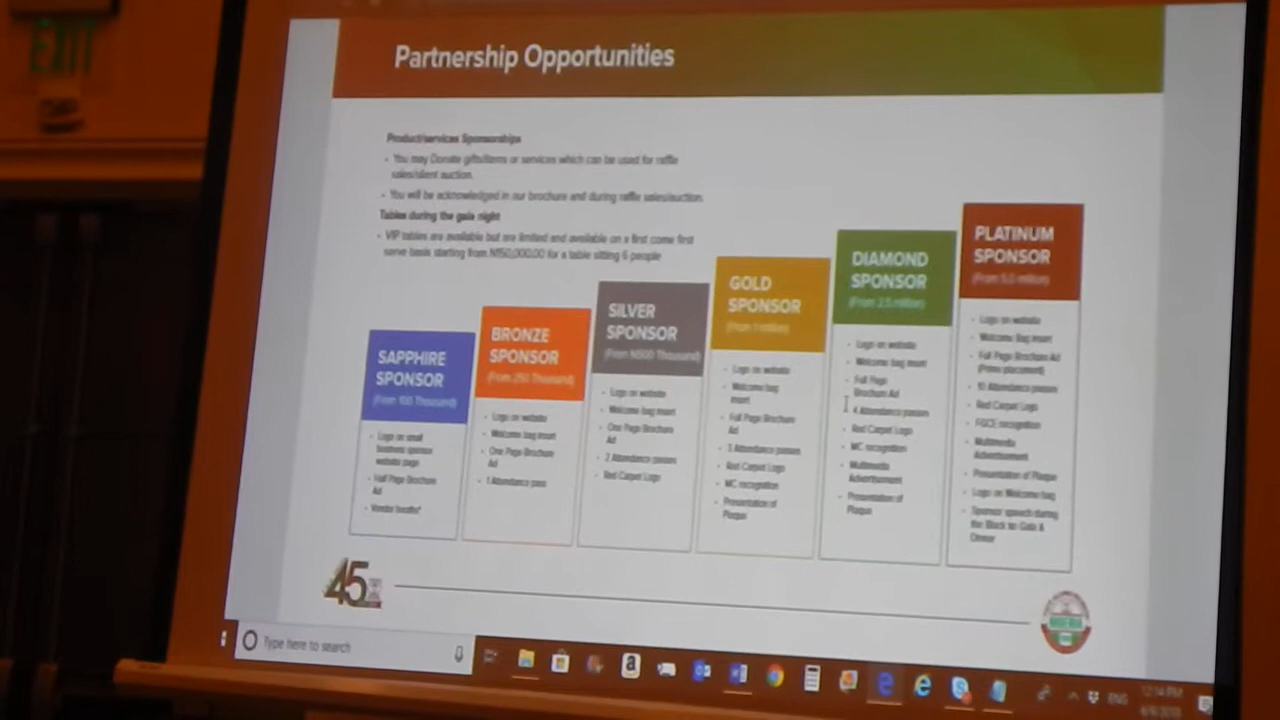 EXIT
Partnership Opportunities
Product/services Sponsorships
• You may Donate gifts/items or services which can be used for raffle
sales/silent auction.
• You will be acknowledged in our brochure and during raffle sales/auction.
Tables during the gala night
• VIP tables are available but are limited and available on a first come first
serve basis starting from N150,000.00 for a table sitting 6 people
SAPPHIRE
SPONSOR
(From 100 Thousand)
• Logo on small
business sponsor
website page
• Full Page Brochure
Ad
• Vendor booths*
BRONZE
SPONSOR
(From 250 Thousand)
• Logo on website
• Welcome bag insert
• One Page Brochure
Ad
• 1 Attendance pass
SILVER
SPONSOR
(From N500 Thousand)
• Logo on website
• Welcome bag insert
• One Page Brochure
Ad
• 2 Attendance passes
• Red Carpet Logo
GOLD
SPONSOR
(From 1 million)
• Logo on website
• Welcome bag
insert
• Full Page Brochure
Ad
• 3 Attendance passes
• Red Carpet Logo
• MC recognition
• Presentation of
Plaque
DIAMOND
SPONSOR
(From 2.5 million)
• Logo on website
• Welcome bag insert
• Full Page
Brochure Ad
• 4 Attendance passes
• Red Carpet Logo
• MC recognition
• Multimedia
Advertisement
• Presentation of
Plaque
PLATINUM
SPONSOR
(From 5.0 million)
• Logo on website
• Welcome Bag insert
• Full Page Brochure Ad
(Prime placement)
• 10 Attendance passes
• Red Carpet Logo
• FGCE recognition
• Multimedia
Advertisement
• Presentation of Plaque
• Logo on Welcome bag
• Sponsor speech during
the Black tie Gala &
Dinner
45
NIGERIA
Type here to search
ENG
12:14 PM